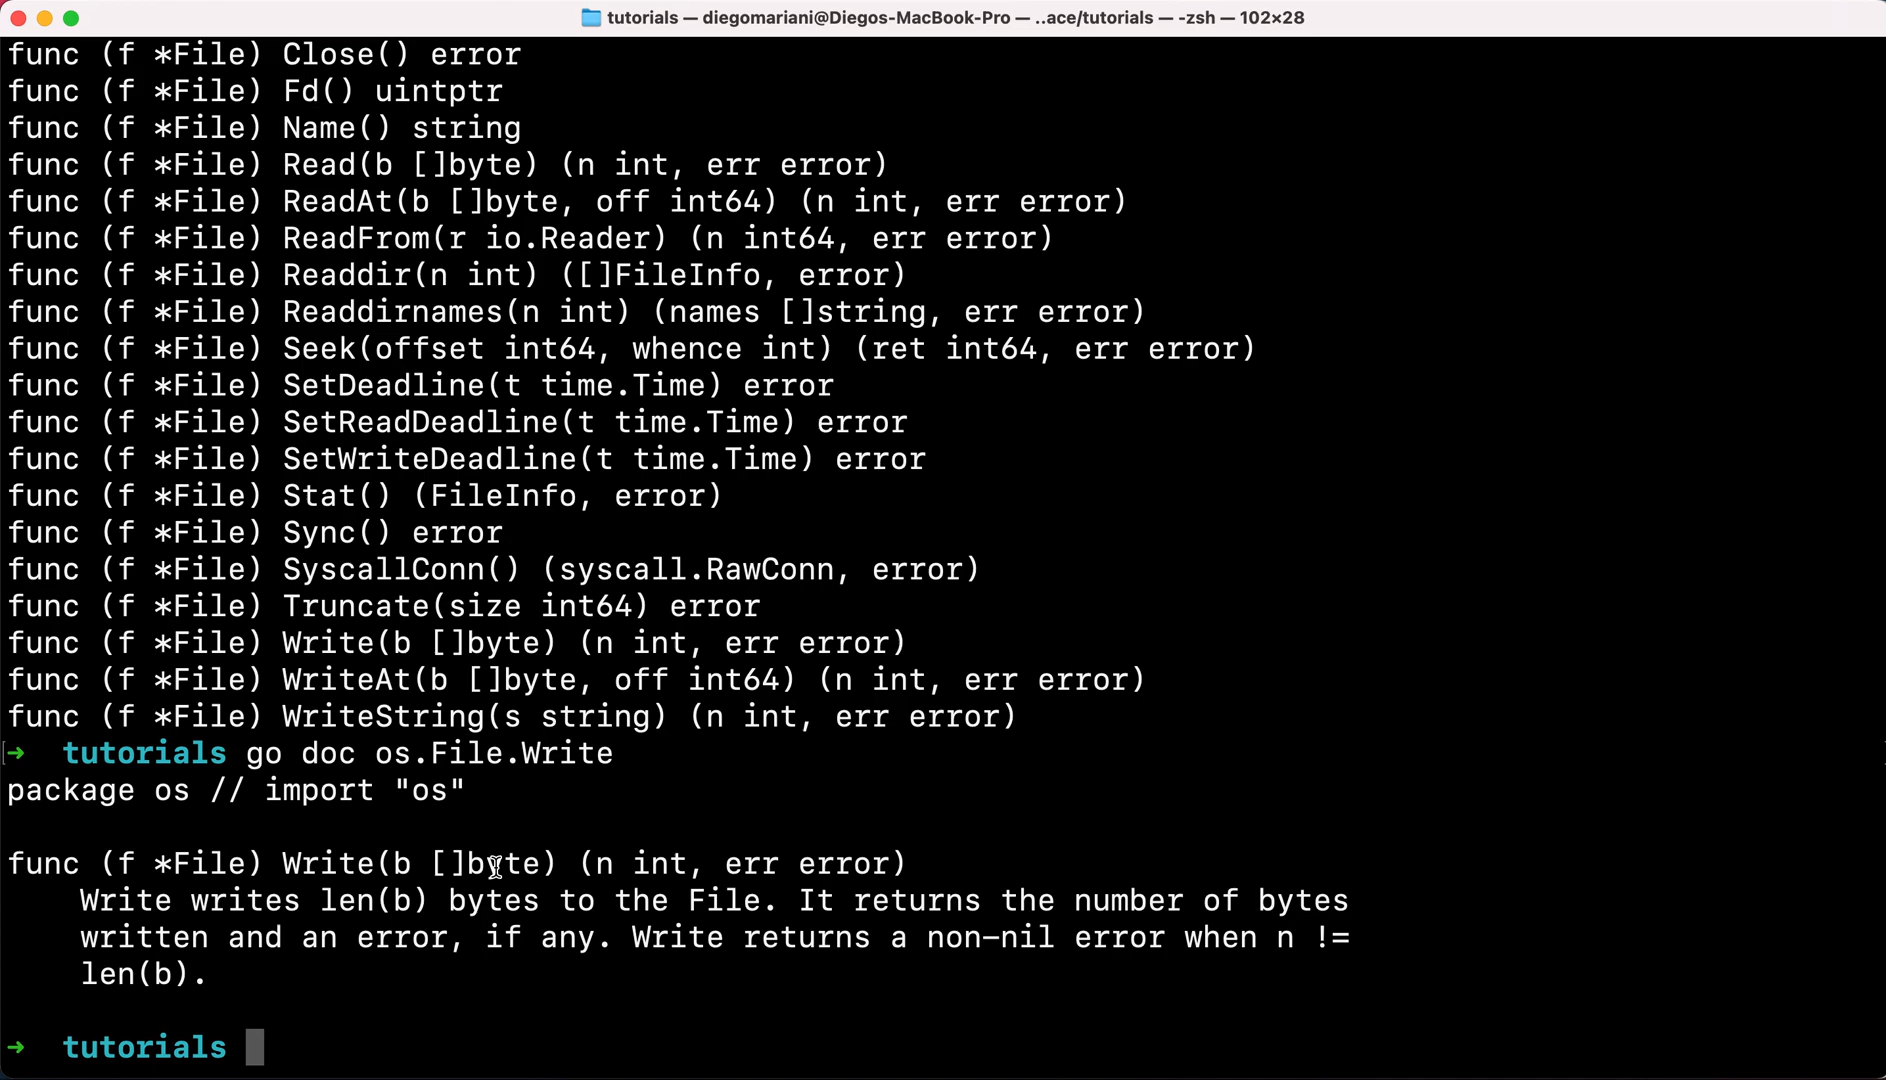 tutorials — diegomariani@Diegos-MacBook-Pro — ..ace/tutorials — -zsh — 102×28
func (f *File) Close() error
func (f *File) Fd() uintptr
func (f *File) Name() string
func (f *File) Read(b []byte) (n int, err error)
func (f *File) ReadAt(b []byte, off int64) (n int, err error)
func (f *File) ReadFrom(r io.Reader) (n int64, err error)
func (f *File) Readdir(n int) ([]FileInfo, error)
func (f *File) Readdirnames(n int) (names []string, err error)
func (f *File) Seek(offset int64, whence int) (ret int64, err error)
func (f *File) SetDeadline(t time.Time) error
func (f *File) SetReadDeadline(t time.Time) error
func (f *File) SetWriteDeadline(t time.Time) error
func (f *File) Stat() (FileInfo, error)
func (f *File) Sync() error
func (f *File) SyscallConn() (syscall.RawConn, error)
func (f *File) Truncate(size int64) error
func (f *File) Write(b []byte) (n int, err error)
func (f *File) WriteAt(b []byte, off int64) (n int, err error)
func (f *File) WriteString(s string) (n int, err error)
→ tutorials go doc os.File.Write
package os // import "os"
func (f *File) Write(b []byte) (n int, err error)
Write writes len(b) bytes to the File. It returns the number of bytes
written and an error, if any. Write returns a non-nil error when n !=
len(b).
→ tutorials